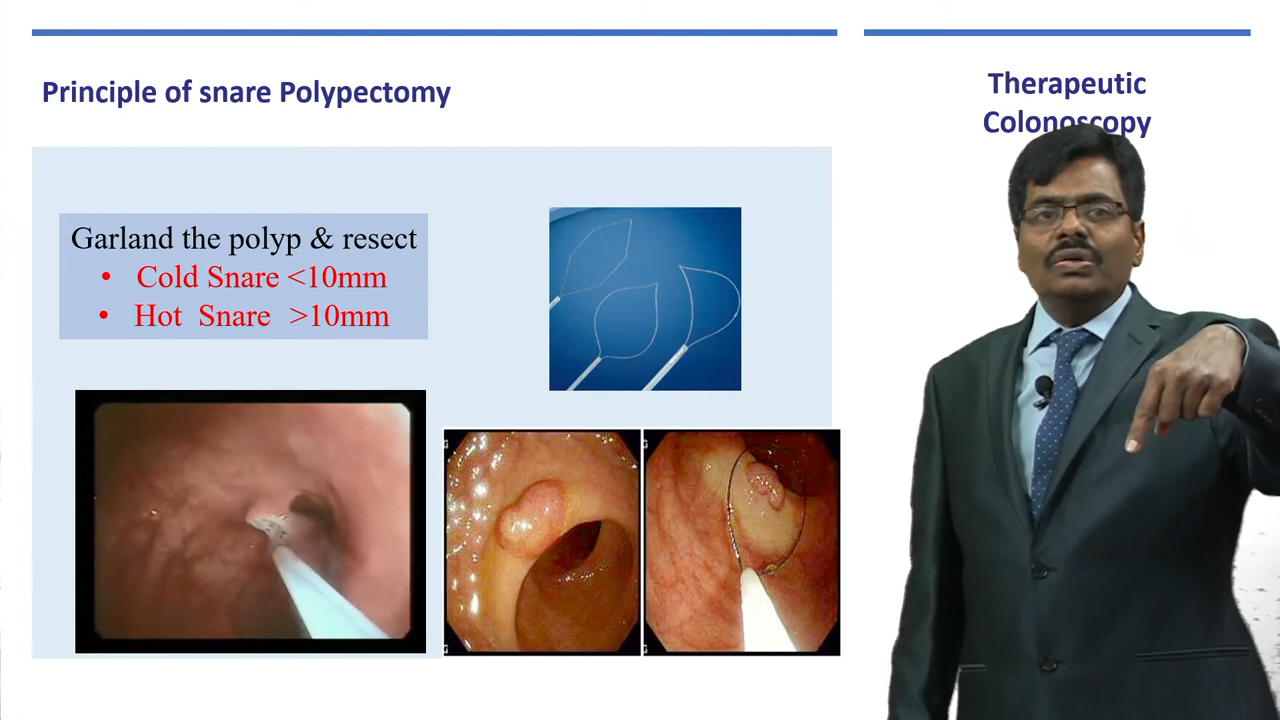 Principle of snare Polypectomy
Therapeutic
Colonoscopy
Garland the polyp & resect
• Cold Snare <10mm
• Hot Snare >10mm